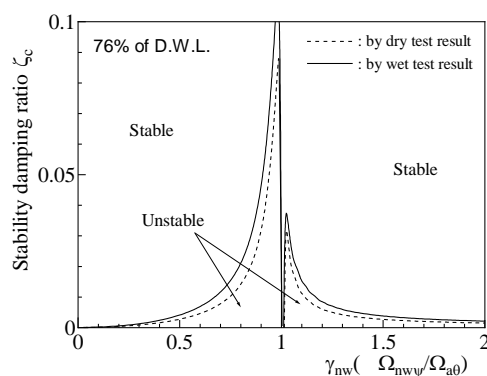 0.1
76% of D.W.L.
: by dry test result
: by wet test result
Stability damping ratio ζc
Stable
Stable
0.05
Unstable
0
0
0.5
1
1.5
2
γnw( Ωnwψ/Ωaθ)